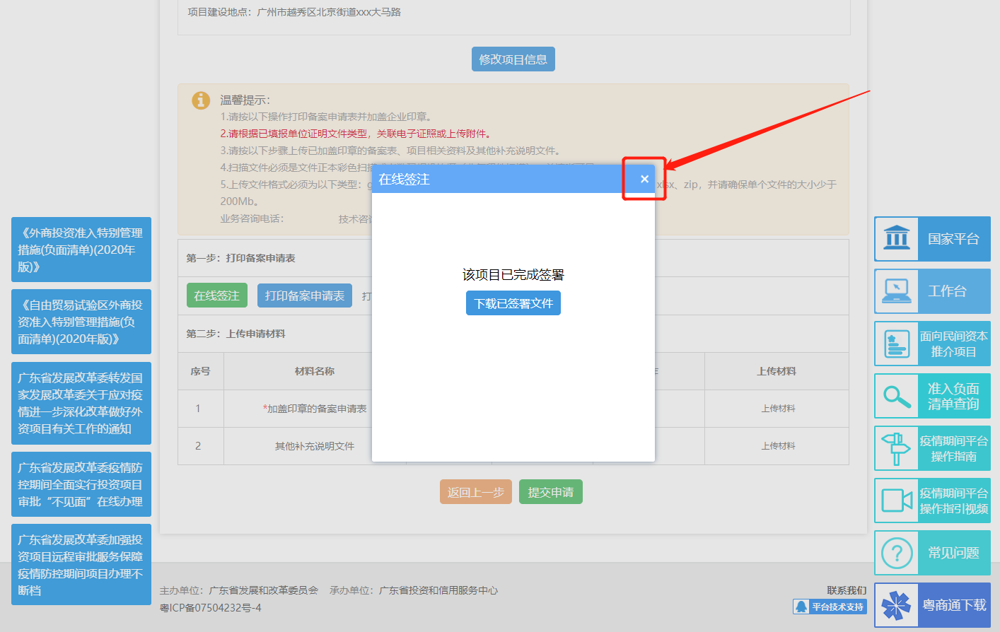 项目建设地点：广州市越秀区北京街道xxx大马路
修改项目信息
温馨提示：
1.请按以下操作打印备案申请表并加盖企业印章。
2.请根据已填报单位证明文件类型，关联电子证照或上传附件。
3.请按以下步骤上传已加盖印章的备案表、项目相关资料及其他补充说明文件。
4.扫描文件必须是文件正本彩色扫描
5.上传文件格式必须为以下类型：g
xlsx、zip，并请确保单个文件的大小少于
200Mb。
业务咨询电话：
技术咨询
在线签注
×
该项目已完成签署
下载已签署文件
第一步：打印备案申请表
在线签注
打印备案申请表
打
第二步：上传申请材料
序号
材料名称
上传材料
1
*加盖印章的备案申请表
上传材料
2
其他补充说明文件
上传材料
返回上一步
提交申请
《外商投资准入特别管理
措施(负面清单)(2020年
版)》
《自由贸易试验区外商投
资准入特别管理措施(负
面清单)(2020年版)》
广东省发展改革委转发国
家发展改革委关于应对疫
情进一步深化改革做好外
资项目有关工作的通知
广东省发展改革委疫情防
控期间全面实行投资项目
审批“不见面”在线办理
广东省发展改革委加强投
资项目远程审批服务保障
疫情防控期间项目办理不
断档
国家平台
工作台
面向民间资本
推介项目
准入负面
清单查询
疫情期间平台
操作指南
疫情期间平台
操作指引视频
常见问题
粤商通下载
主办单位：广东省发展和改革委员会 承办单位：广东省投资和信用服务中心
粤ICP备07504232号-4
联系我们
平台技术支持